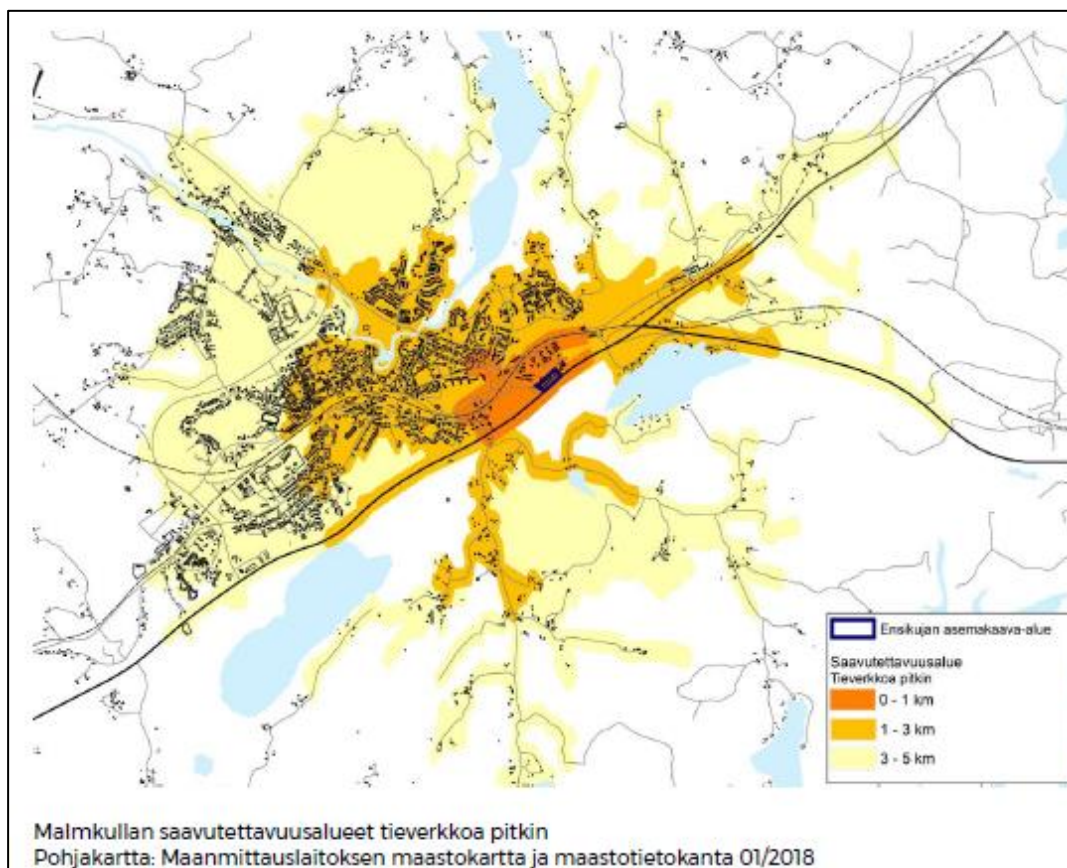 Ensikujan asemakaava-alue
Saavutettavuusalue
Tieverkkoa pitkin
0 - 1 km
1 - 3 km
3 - 5 km
Malmkullan saavutettavuusalueet tieverkkoa pitkin
Pohjakartta: Maanmittauslaitoksen maastokartta ja maastotietokanta 01/2018